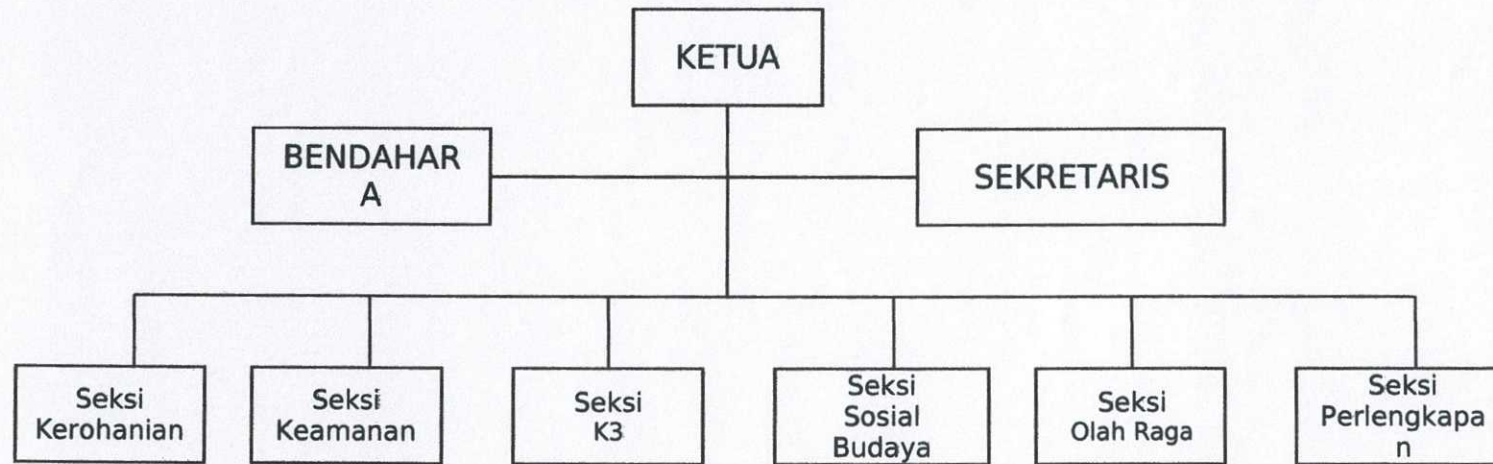 KETUA
BENDAHAR
A
SEKRETARIS
Seksi
Kerohanian
Seksi
Keamanan
Seksi
K3
Seksi
Sosial
Budaya
Seksi
Olah Raga
Seksi
Perlengkapa
n